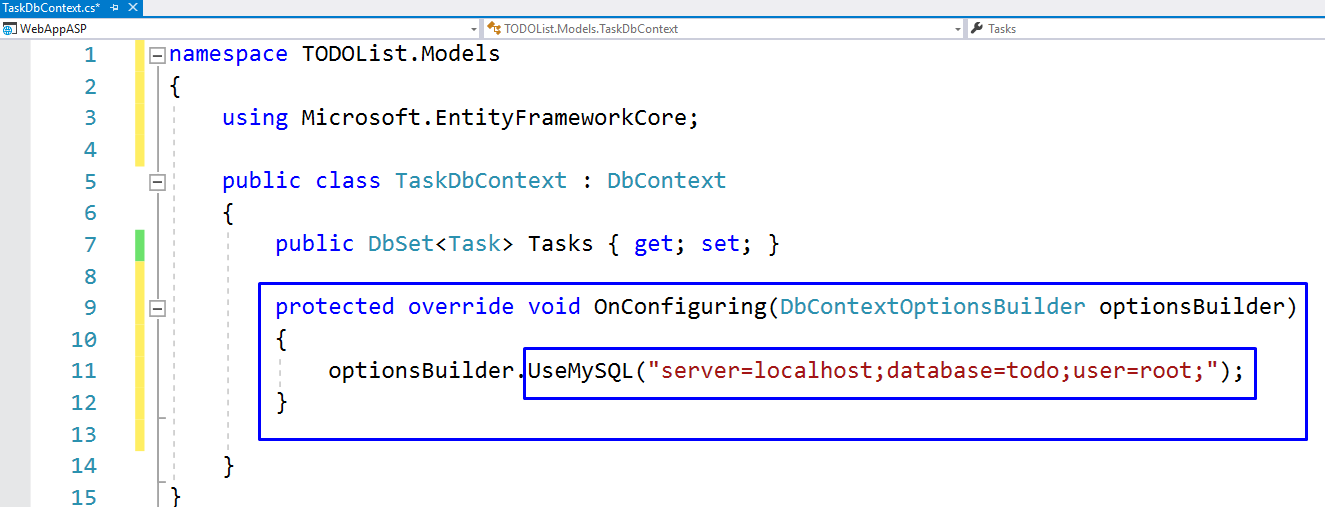 TaskDbContext.cs*
WebAppASP TODOList.Models.TaskDbContext Tasks
1 namespace TODOList.Models
2 {
3 using Microsoft.EntityFrameworkCore;
4
5 public class TaskDbContext : DbContext
6 {
7 public DbSet<Task> Tasks { get; set; }
8
9 protected override void OnConfiguring(DbContextOptionsBuilder optionsBuilder)
10 {
11 optionsBuilder.UseMySQL("server=localhost;database=todo;user=root;");
12 }
13
14 }
15 }